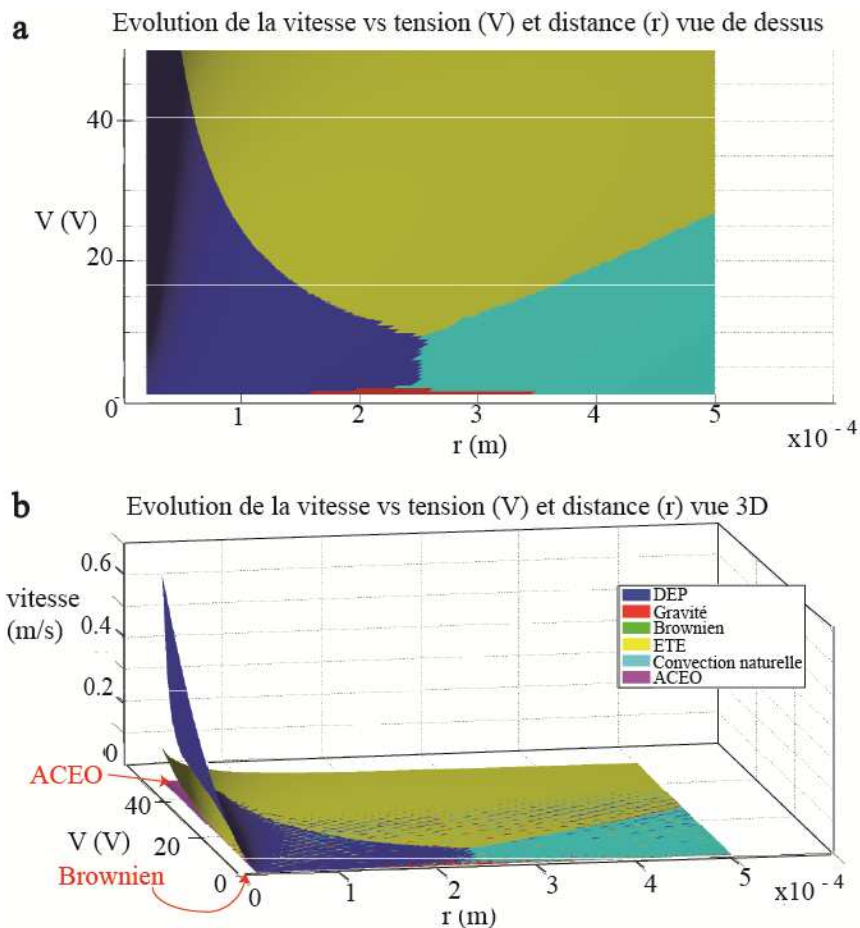 a
Evolution de la vitesse vs tension (V) et distance (r) vue de dessus
40
V (V)
20
0
1
2
3
4
5
x10 - 4
r (m)
b
Evolution de la vitesse vs tension (V) et distance (r) vue 3D
0.6
vitesse
(m/s)
0.4
0.2
0
DEP
Gravité
Brownien
ETE
Convection naturelle
ACEO
ACEO
40
V (V)
20
Brownien
0
0
1
2
3
4
5
x10 - 4
r (m)